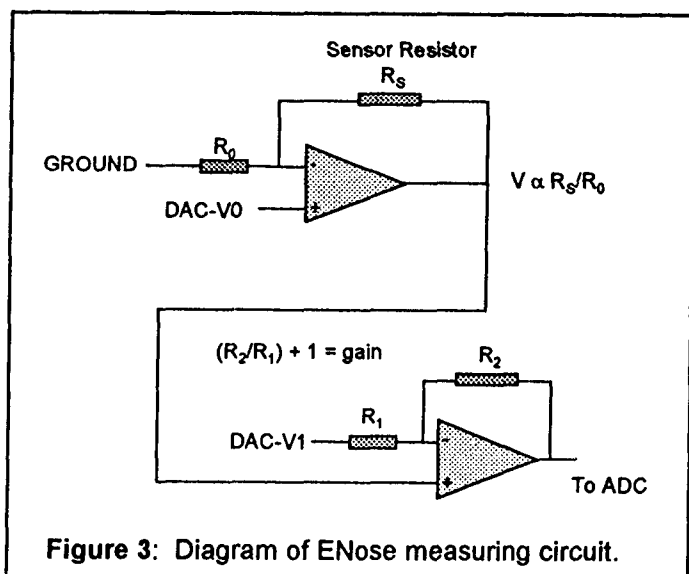 Sensor Resistor
R_S
R_0
GROUND
-
DAC-V0
+
V α R_S/R_0
(R_2/R_1) + 1 = gain
R_2
R_1
DAC-V1
-
+
To ADC
Figure 3: Diagram of ENose measuring circuit.